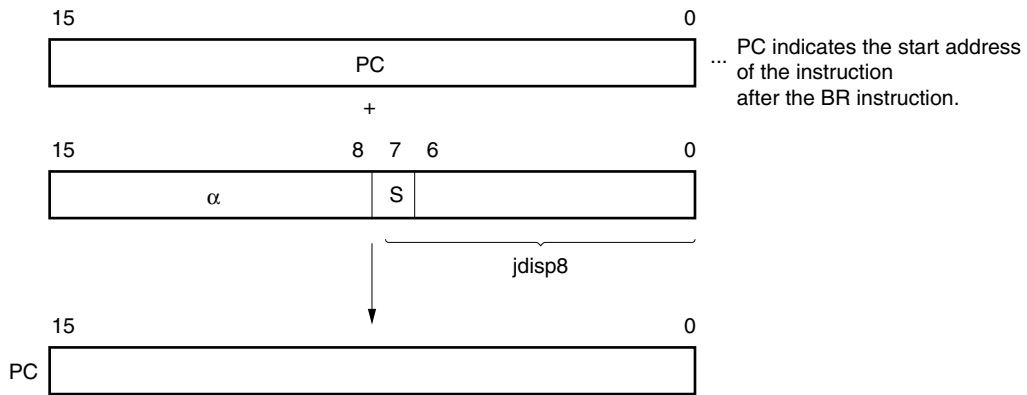 15 0
PC
... PC indicates the start address
of the instruction
after the BR instruction.
+
15 8 7 6 0
α S
jdisp8
15 0
PC